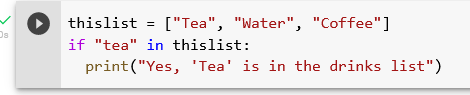 thislist = ["Tea", "Water", "Coffee"]
if "tea" in thislist:
  print("Yes, 'Tea' is in the drinks list")